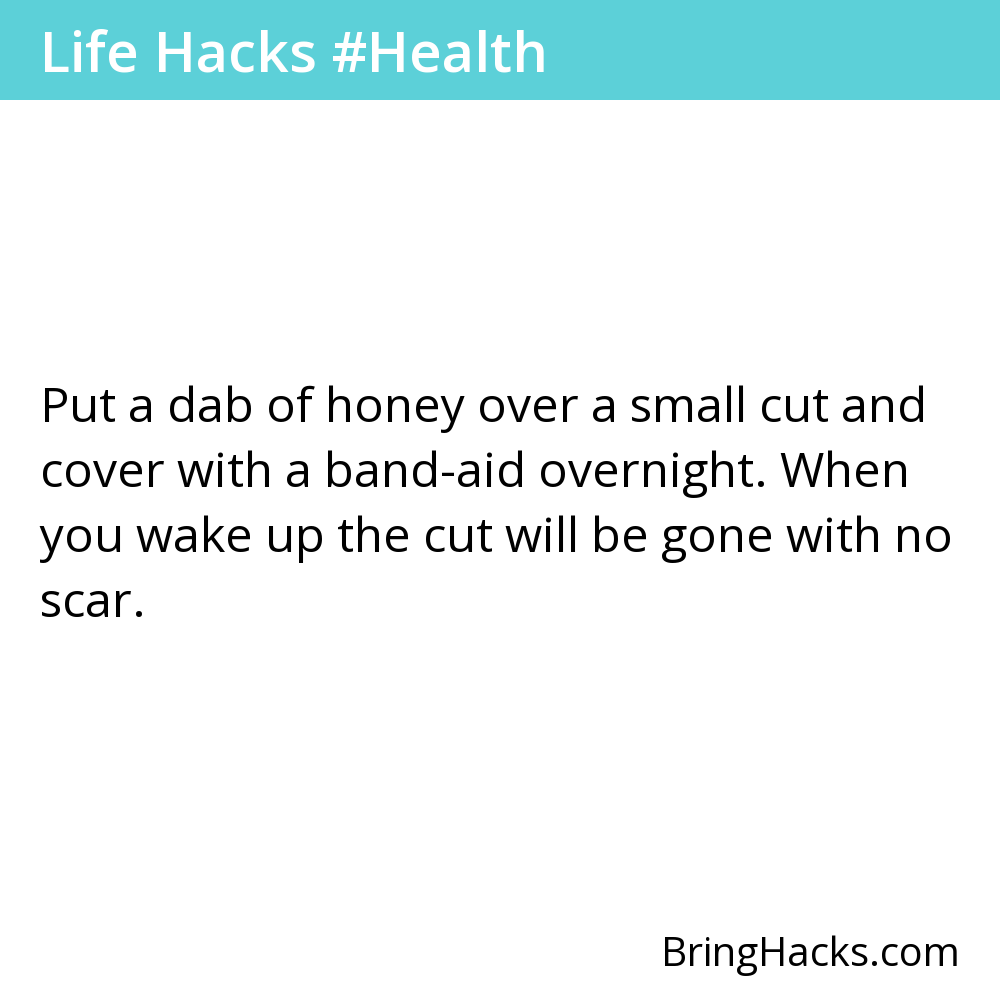 Life Hacks #Health
Put a dab of honey over a small cut and
cover with a band-aid overnight. When
you wake up the cut will be gone with no
scar.
BringHacks.com